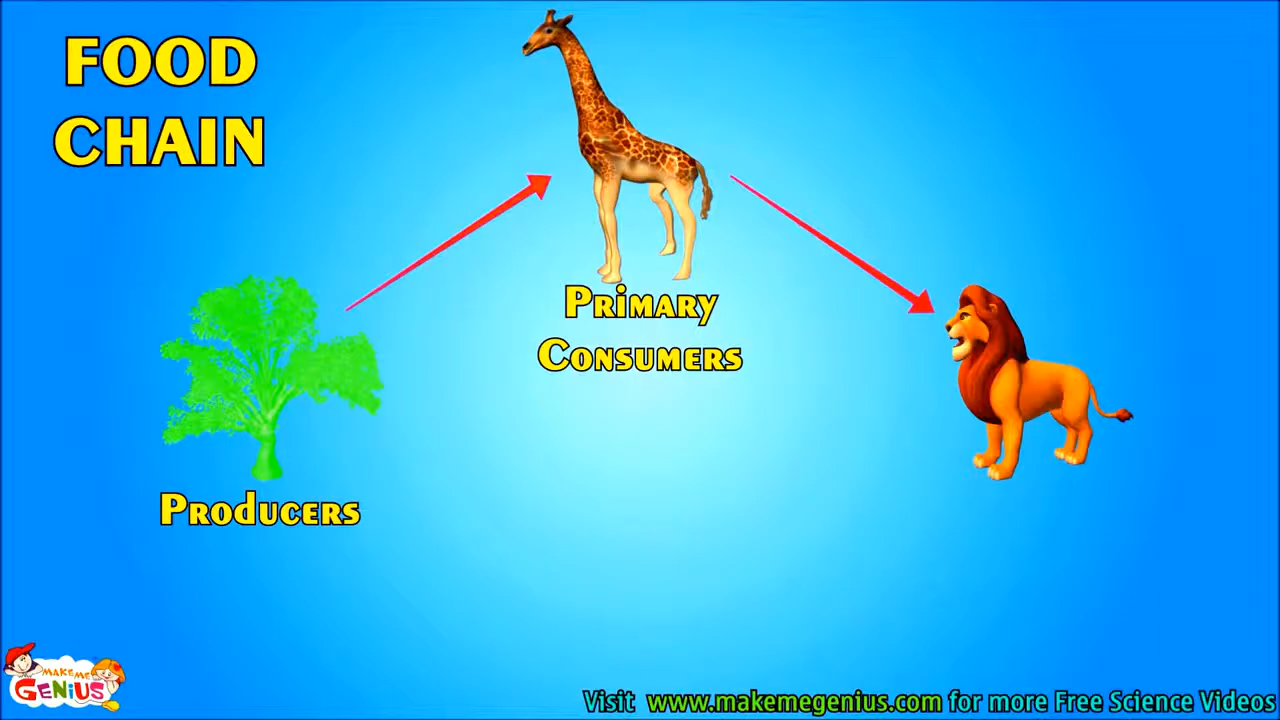 FOOD
CHAIN
Primary
Consumers
Producers
MAKE ME
GENiUS
Visit www.makemegenius.com for more Free Science Videos